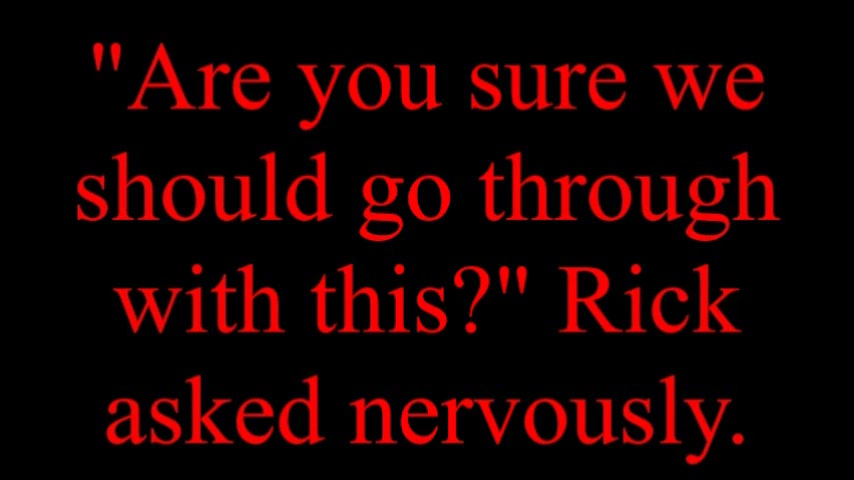 "Are you sure we
should go through
with this?" Rick
asked nervously.